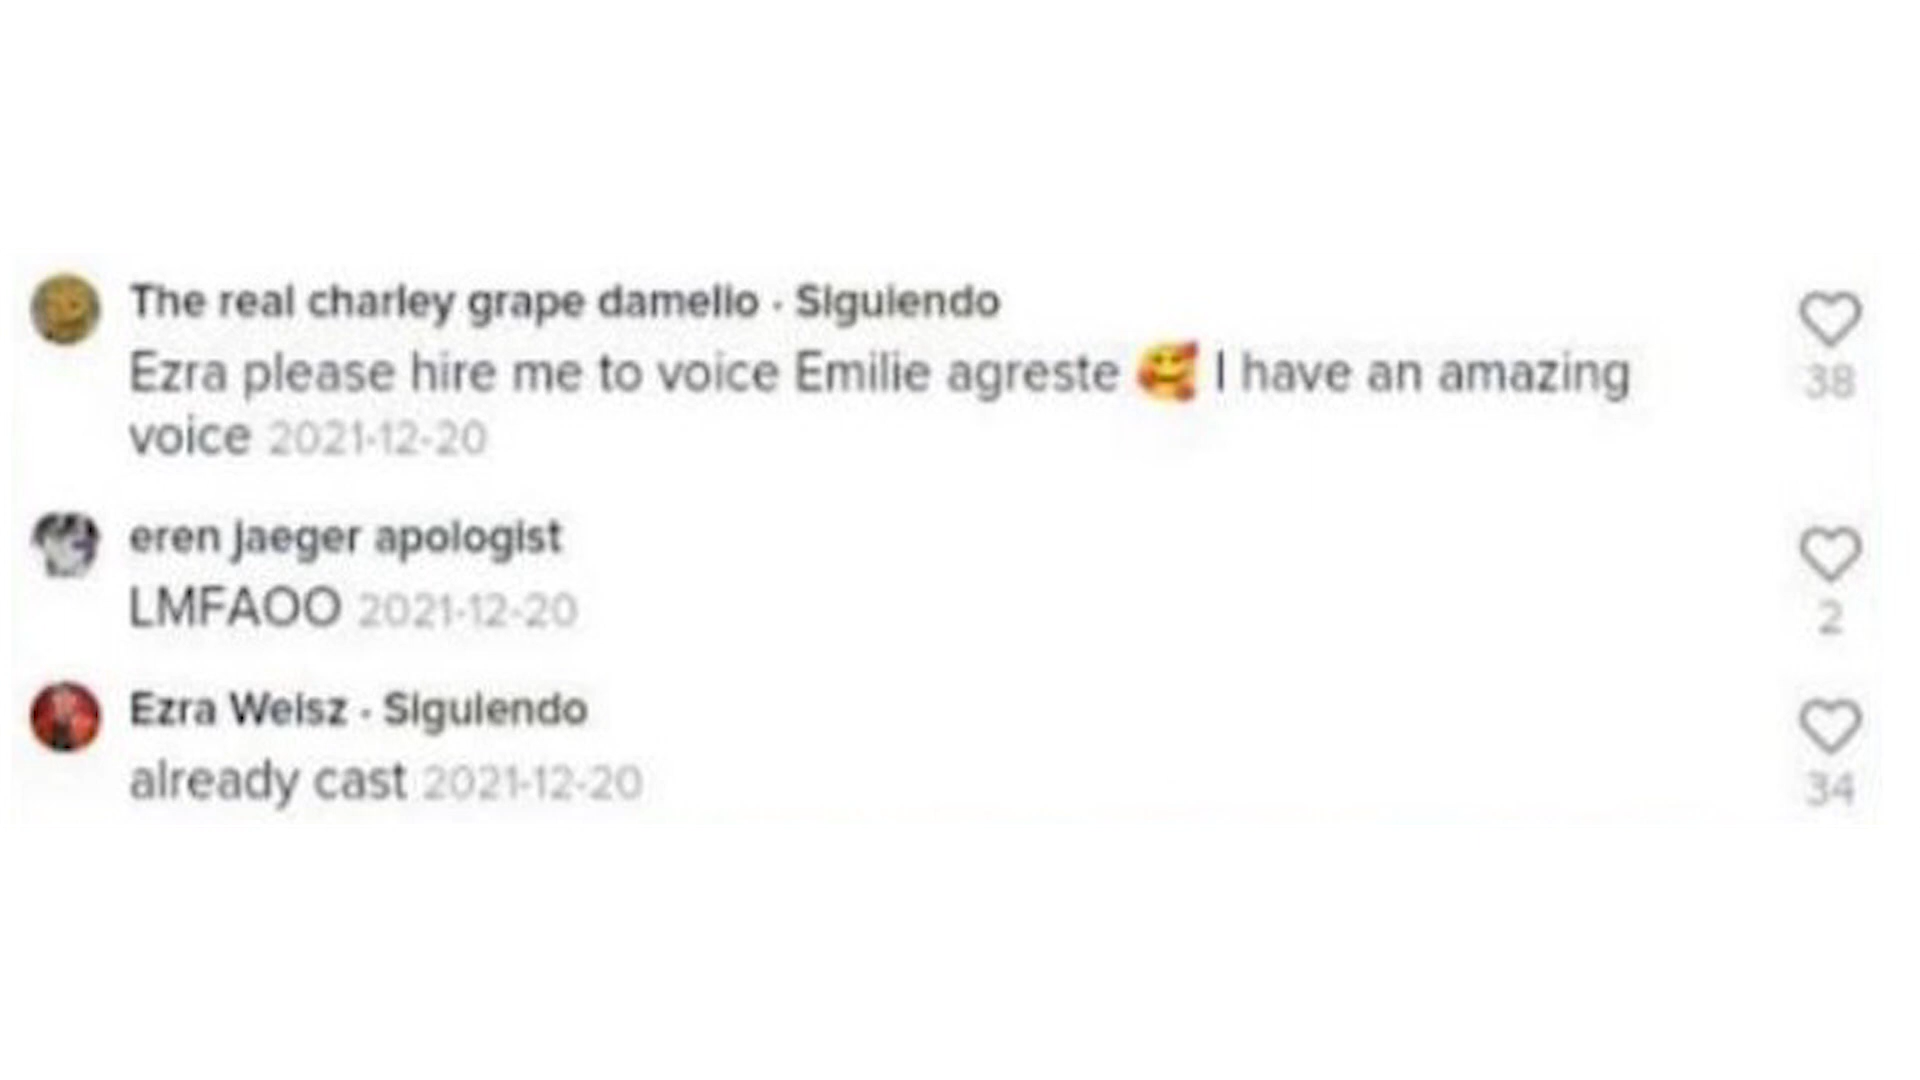 The real charley grape damelio · Siguiendo
Ezra please hire me to voice Emilie agreste 🥰 I have an amazing
voice 2021-12-20
38
eren jaeger apologist
LMFAOO 2021-12-20
2
Ezra Weisz · Siguiendo
already cast 2021-12-20
34